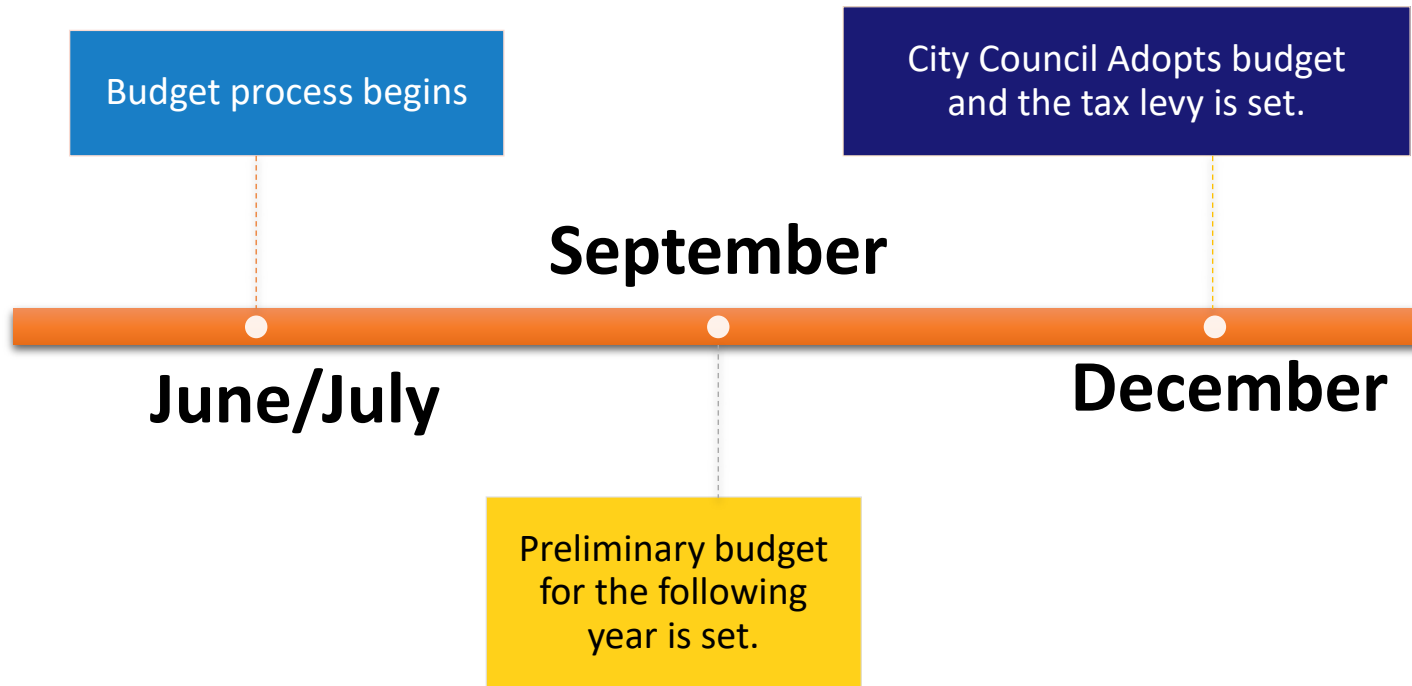 Budget process begins
City Council Adopts budget
and the tax levy is set.
September
June/July
December
Preliminary budget
for the following
year is set.